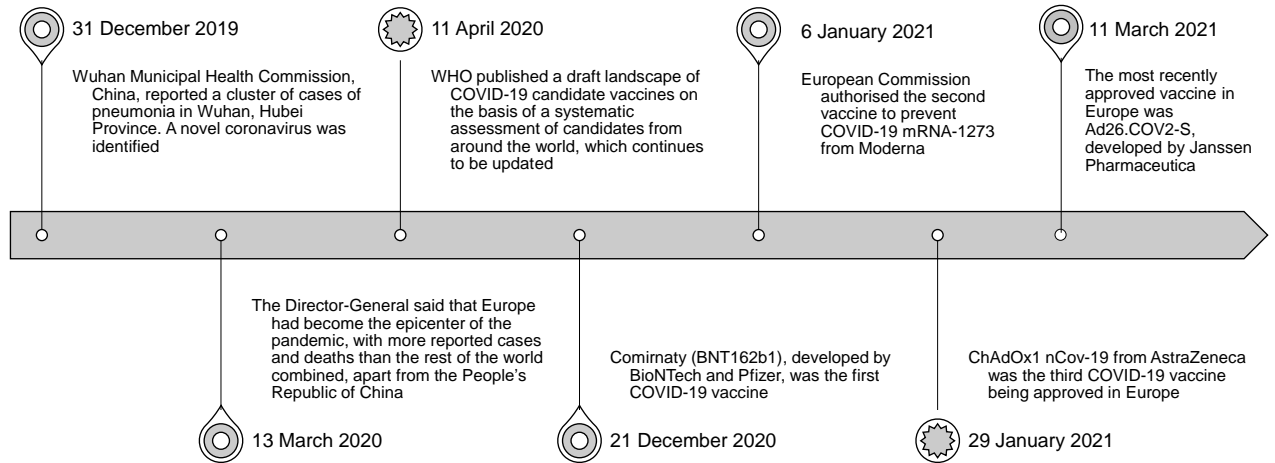 31 December 2019
Wuhan Municipal Health Commission,
China, reported a cluster of cases of
pneumonia in Wuhan, Hubei
Province. A novel coronavirus was
identified
11 April 2020
WHO published a draft landscape of
COVID-19 candidate vaccines on
the basis of a systematic
assessment of candidates from
around the world, which continues
to be updated
6 January 2021
European Commission
authorised the second
vaccine to prevent
COVID-19 mRNA-1273
from Moderna
11 March 2021
The most recently
approved vaccine in
Europe was
Ad26.COV2-S,
developed by Janssen
Pharmaceutica
The Director-General said that Europe
had become the epicenter of the
pandemic, with more reported cases
and deaths than the rest of the world
combined, apart from the People's
Republic of China
13 March 2020
Comirnaty (BNT162b1), developed by
BioNTech and Pfizer, was the first
COVID-19 vaccine
21 December 2020
ChAdOx1 nCov-19 from AstraZeneca
was the third COVID-19 vaccine
being approved in Europe
29 January 2021